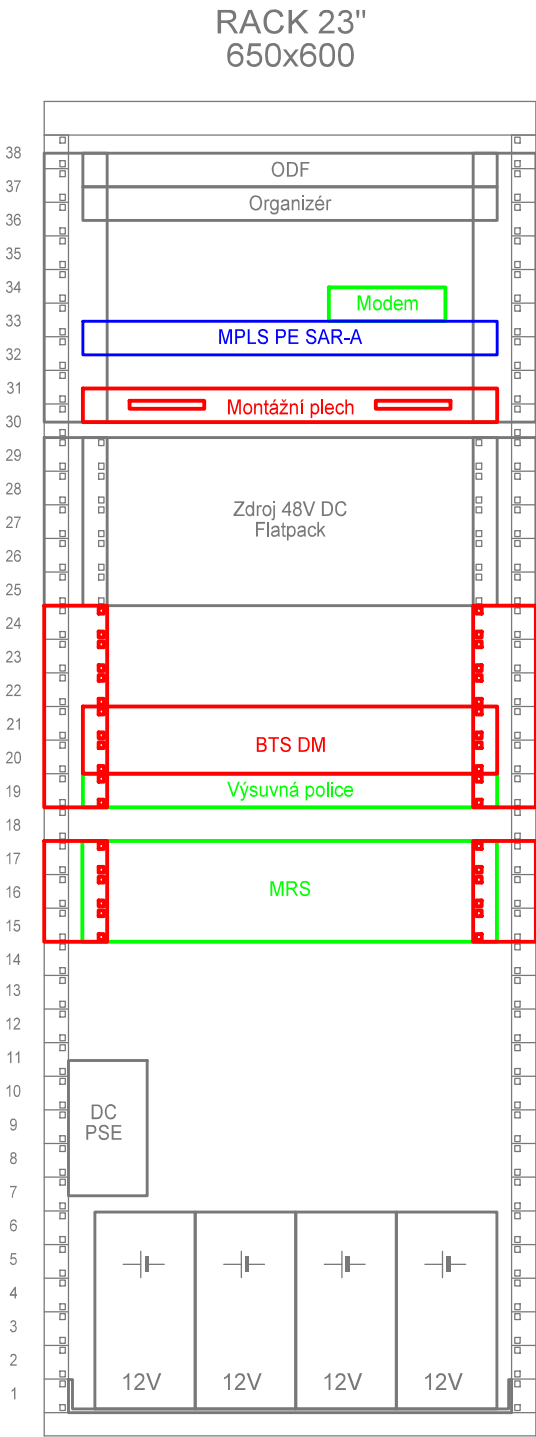 RACK 23"
650x600
38
ODF
37
Organizér
36
35
34
Modem
33
MPLS PE SAR-A
32
31
Montážní plech
30
29
28
Zdroj 48V DC
27
Flatpack
26
25
24
23
22
21
BTS DM
20
Výsuvná police
19
18
17
MRS
16
15
14
13
12
11
10
DC
9
PSE
8
7
6
5
4
3
2
12V 12V 12V 12V
1